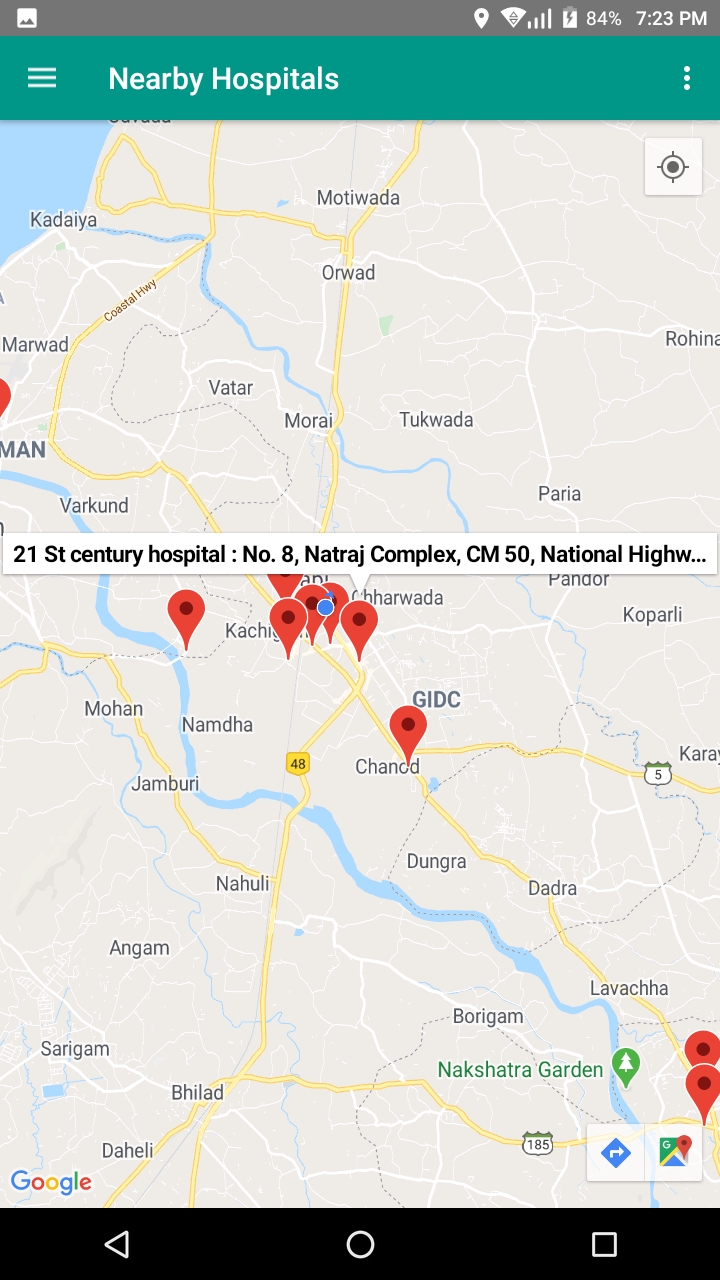 84% 7:23 PM
Nearby Hospitals
Motiwada
Kadaiya
Orwad
Coastal Hwy
Marwad
Rohina
Vatar
Morai
Tukwada
MAN
Paria
Varkund
21 St century hospital : No. 8, Natraj Complex, CM 50, National Highw...
Pandor
Chharwada
Koparli
Kachig
GIDC
Mohan
Namdha
48
Chanod
Karay
5
Jamburi
Dungra
Nahuli
Dadra
Angam
Lavachha
Borigam
Sarigam
Nakshatra Garden
Bhilad
185
Daheli
G
Google